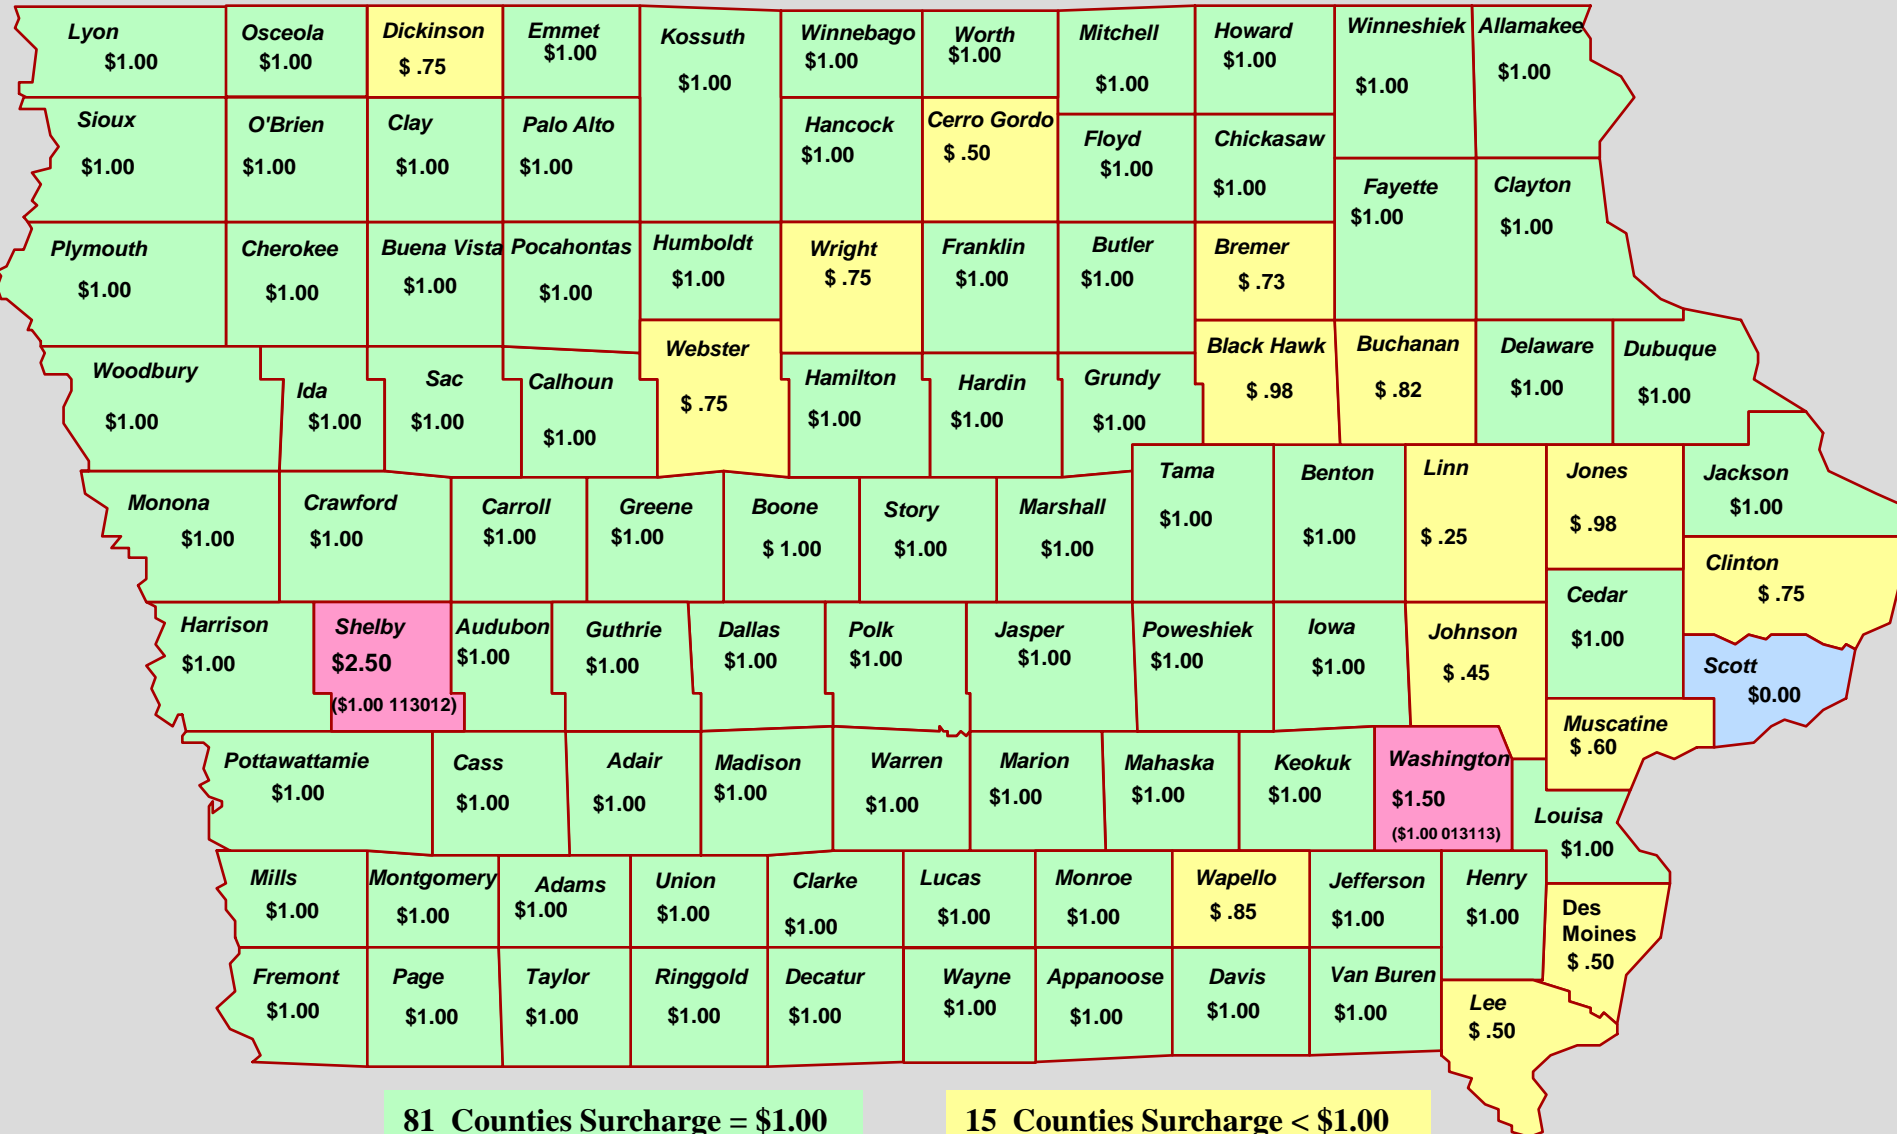 Lyon
$1.00
Osceola
$1.00
Dickinson
$ .75
Emmet
$1.00
Kossuth
$1.00
Winnebago
$1.00
Worth
$1.00
Mitchell
$1.00
Howard
$1.00
Winneshiek
$1.00
Allamakee
$1.00
Sioux
$1.00
O'Brien
$1.00
Clay
$1.00
Palo Alto
$1.00
Hancock
$1.00
Cerro Gordo
$ .50
Floyd
$1.00
Chickasaw
$1.00
Fayette
$1.00
Clayton
$1.00
Plymouth
$1.00
Cherokee
$1.00
Buena Vista
$1.00
Pocahontas
$1.00
Humboldt
$1.00
Wright
$ .75
Franklin
$1.00
Butler
$1.00
Bremer
$ .73
Woodbury
$1.00
Ida
$1.00
Sac
$1.00
Calhoun
$1.00
Webster
$ .75
Hamilton
$1.00
Hardin
$1.00
Grundy
$1.00
Black Hawk
$ .98
Buchanan
$ .82
Delaware
$1.00
Dubuque
$1.00
Monona
$1.00
Crawford
$1.00
Carroll
$1.00
Greene
$1.00
Boone
$ 1.00
Story
$1.00
Marshall
$1.00
Tama
$1.00
Benton
$1.00
Linn
$ .25
Jones
$ .98
Jackson
$1.00
Clinton
$ .75
Cedar
$1.00
Harrison
$1.00
Shelby
$2.50
($1.00 113012)
Audubon
$1.00
Guthrie
$1.00
Dallas
$1.00
Polk
$1.00
Jasper
$1.00
Poweshiek
$1.00
Iowa
$1.00
Johnson
$ .45
Scott
$0.00
Muscatine
$ .60
Pottawattamie
$1.00
Cass
$1.00
Adair
$1.00
Madison
$1.00
Warren
$1.00
Marion
$1.00
Mahaska
$1.00
Keokuk
$1.00
Washington
$1.50
($1.00 013113)
Louisa
$1.00
Mills
$1.00
Montgomery
$1.00
Adams
$1.00
Union
$1.00
Clarke
$1.00
Lucas
$1.00
Monroe
$1.00
Wapello
$ .85
Jefferson
$1.00
Henry
$1.00
Des
Moines
$ .50
Fremont
$1.00
Page
$1.00
Taylor
$1.00
Ringgold
$1.00
Decatur
$1.00
Wayne
$1.00
Appanoose
$1.00
Davis
$1.00
Van Buren
$1.00
Lee
$ .50
81 Counties Surcharge = $1.00
15 Counties Surcharge < $1.00